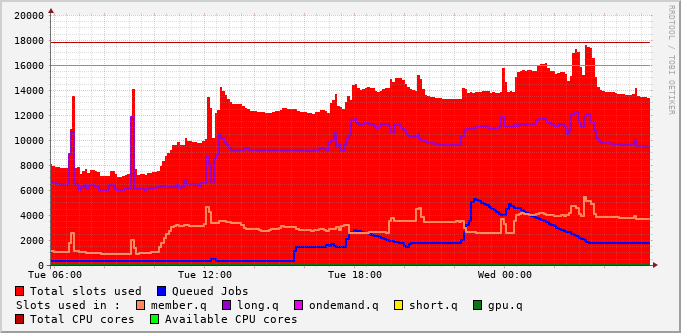 20000
18000
16000
14000
12000
10000
8000
6000
4000
2000
0
Tue 06:00 Tue 12:00 Tue 18:00 Wed 00:00
RRDTOOL / TOBI OETIKER
Total slots used Queued Jobs
Slots used in : member.q long.q ondemand.q short.q gpu.q
Total CPU cores Available CPU cores